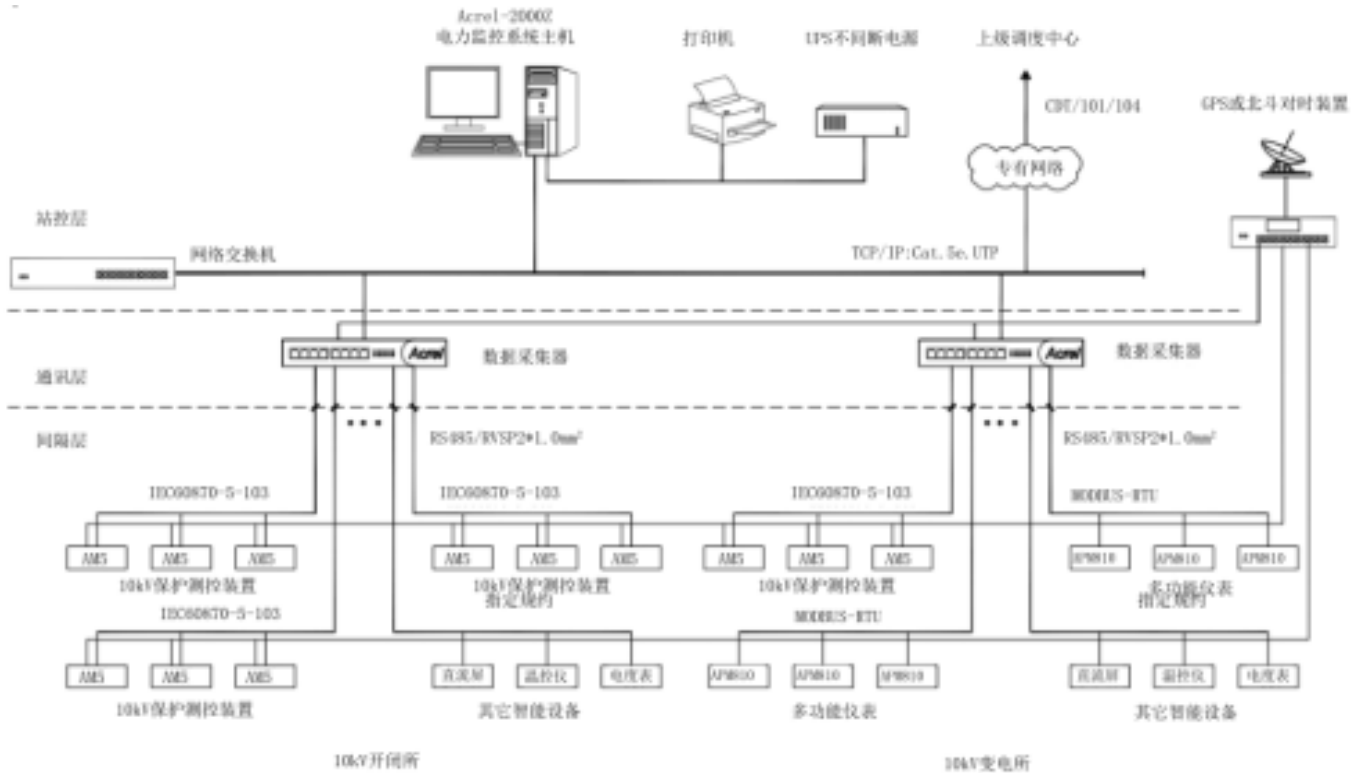 Acrel-2000Z
电力监控系统主机
打印机
UPS不间断电源
上级调度中心
CDT/101/104
GPS或北斗对时装置
专有网络
站控层
网络交换机
TCP/IP:Cat.5e.UTP
Acrel
数据采集器
Acrel
数据采集器
通讯层
间隔层
RS485/RVSP2*1.0mm²
RS485/RVSP2*1.0mm²
IEC60870-5-103
IEC60870-5-103
IEC60870-5-103
MODBUS-RTU
AM5 AM5 AM5
AM5 AM5 AM5
AM5 AM5 AM5
APM810 APM810 APM810
10kV保护测控装置
10kV保护测控装置
10kV保护测控装置
多功能仪表
IEC60870-5-103
指定规约
MODBUS-RTU
指定规约
AM5 AM5 AM5
直流屏 温控仪 电度表
APM810 APM810 APM810
直流屏 温控仪 电度表
10kV保护测控装置
其它智能设备
多功能仪表
其它智能设备
10kV开闭所
10kV变电所